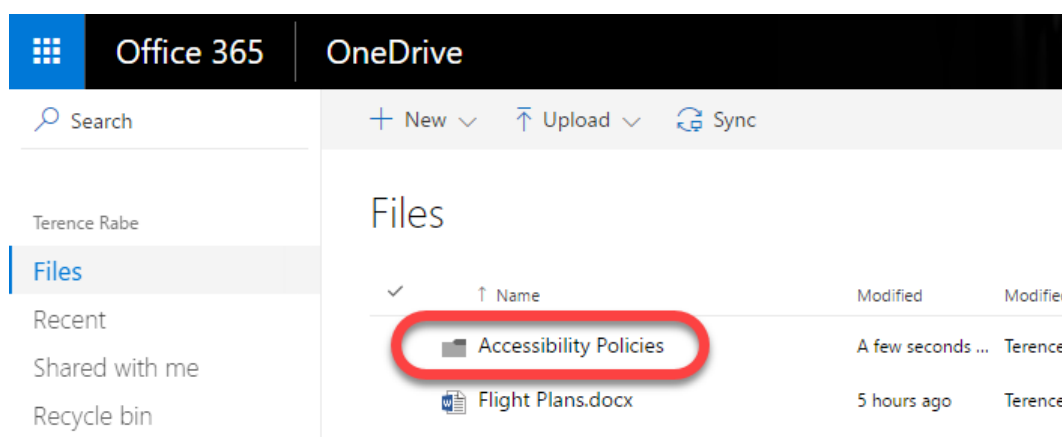 Office 365 OneDrive
Search
New Upload Sync
Terence Rabe
Files
Recent
Shared with me
Recycle bin
Files
Name Modified Modifie
Accessibility Policies A few seconds ... Terence
Flight Plans.docx 5 hours ago Terence